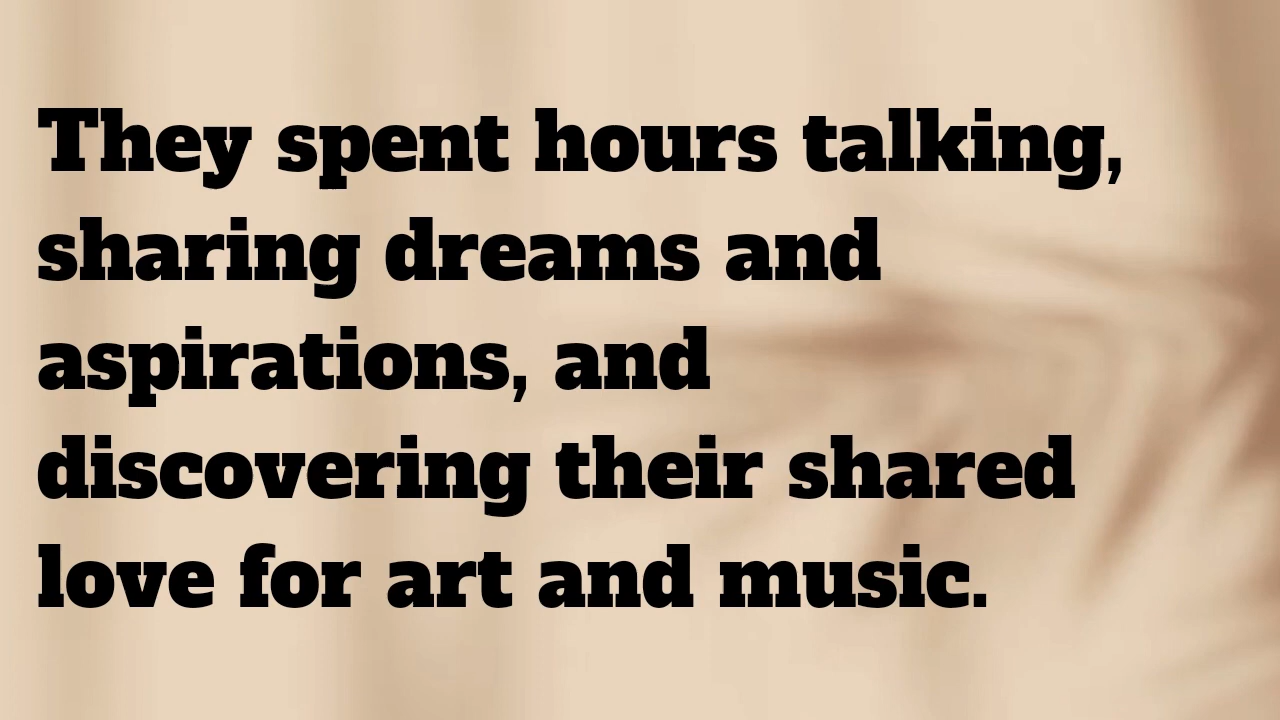 They spent hours talking,
sharing dreams and
aspirations, and
discovering their shared
love for art and music.